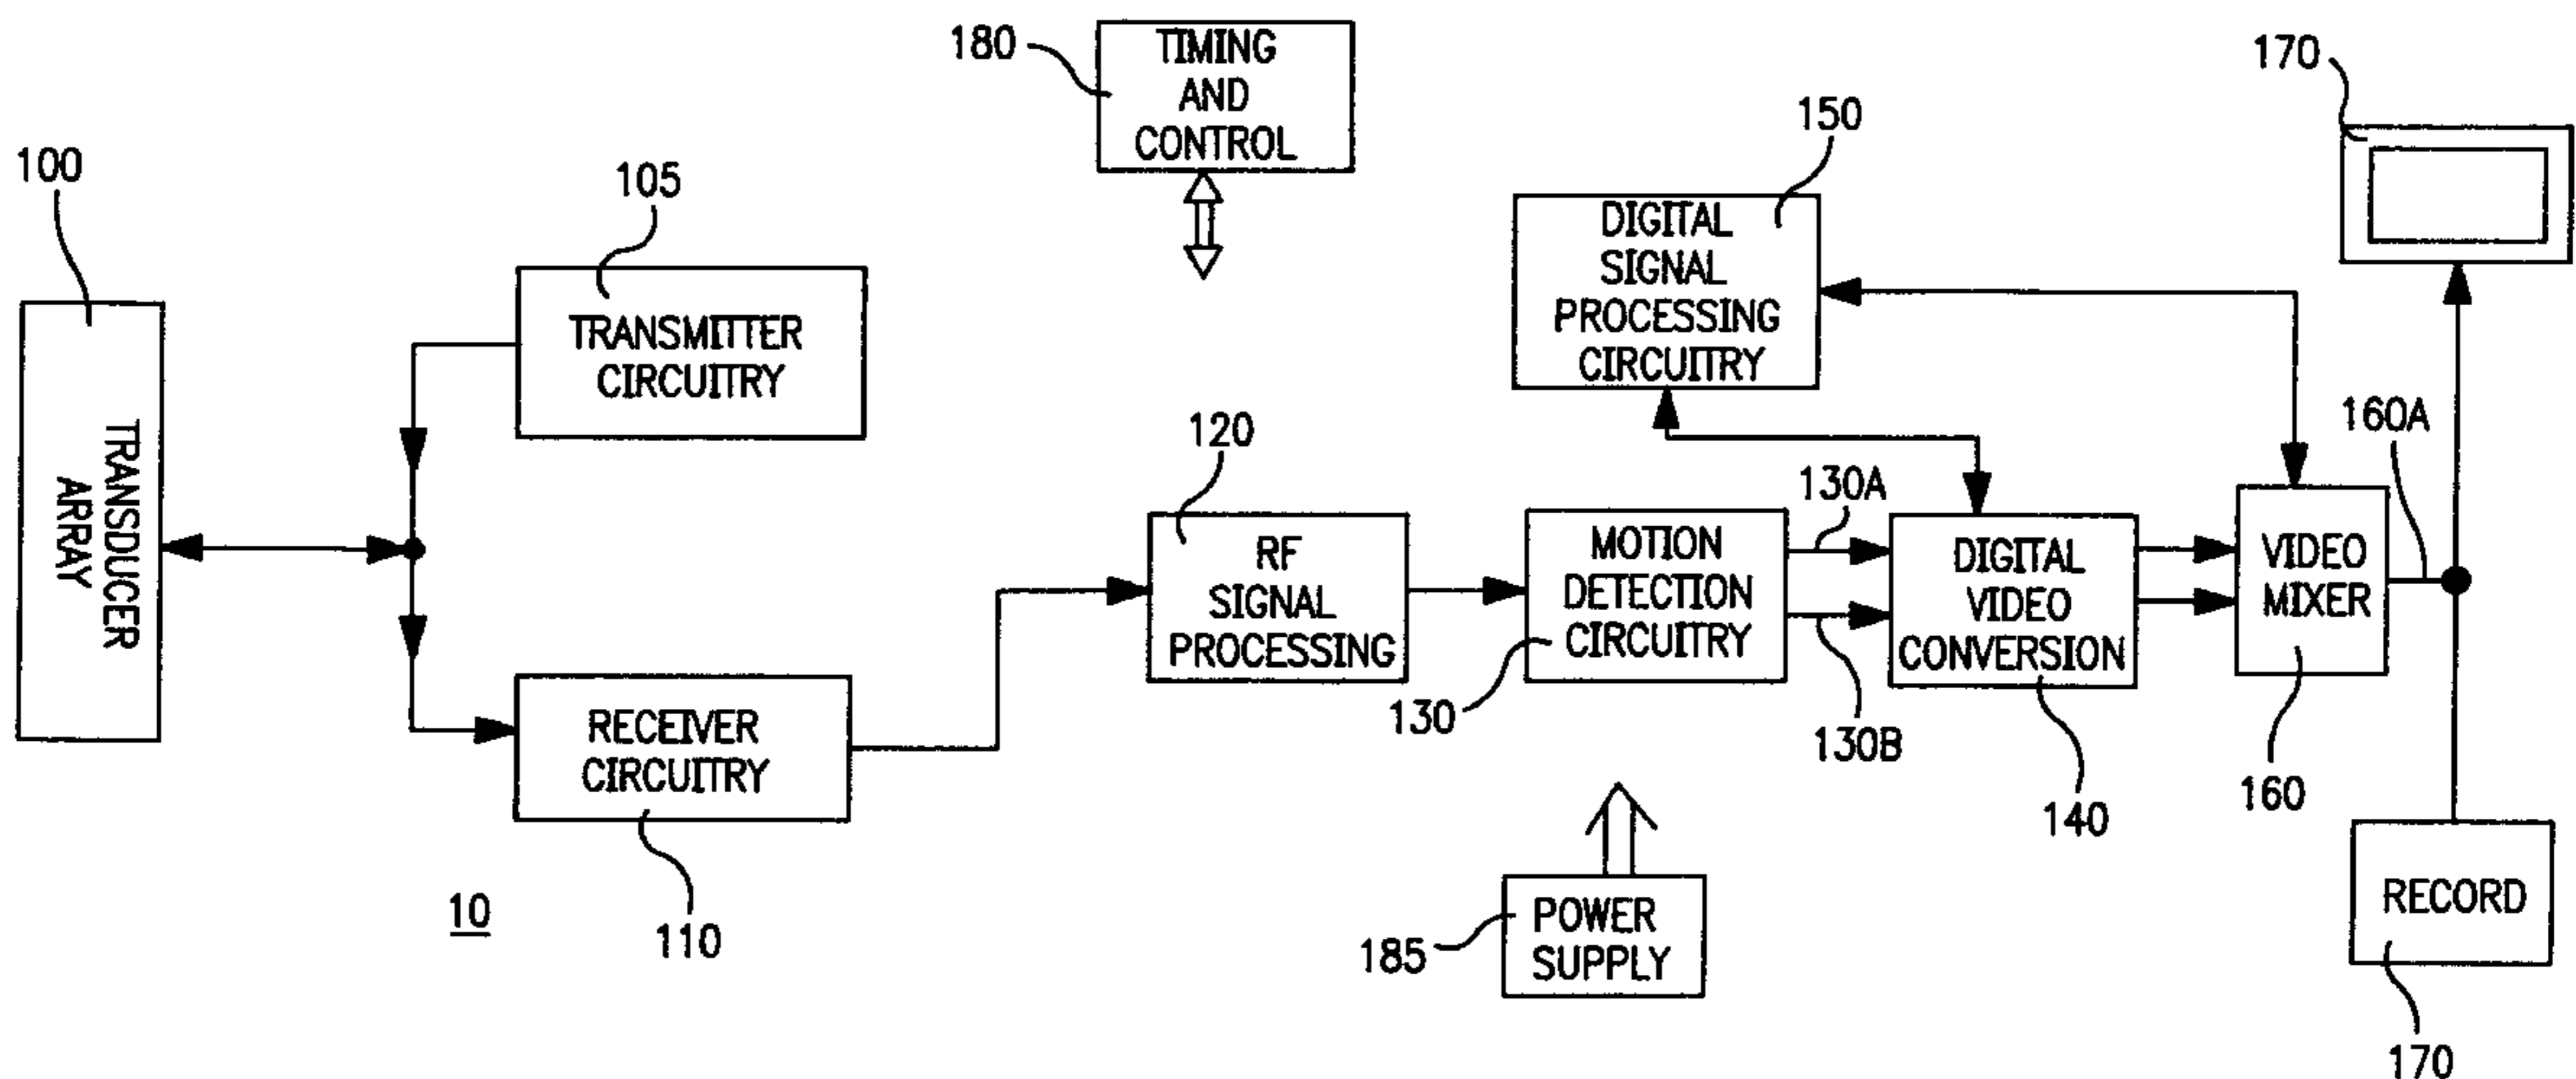 180
TIMING
AND
CONTROL
170
150
100
105
DIGITAL
SIGNAL
PROCESSING
CIRCUITRY
TRANSMITTER
CIRCUITRY
TRANSDUCER
ARRAY
120
160A
130A
RF
SIGNAL
PROCESSING
MOTION
DETECTION
CIRCUITRY
DIGITAL
VIDEO
CONVERSION
VIDEO
MIXER
130
130B
140
160
RECEIVER
CIRCUITRY
110
10
185
POWER
SUPPLY
RECORD
170